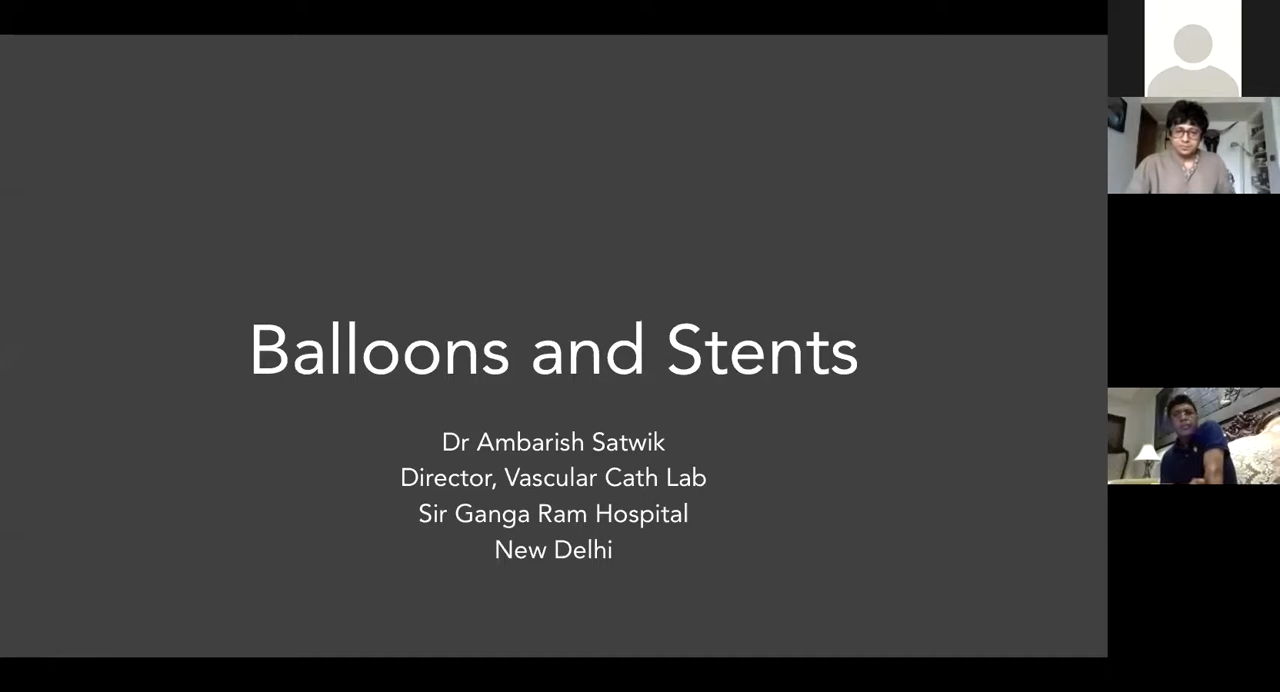 Balloons and Stents
Dr Ambarish Satwik
Director, Vascular Cath Lab
Sir Ganga Ram Hospital
New Delhi